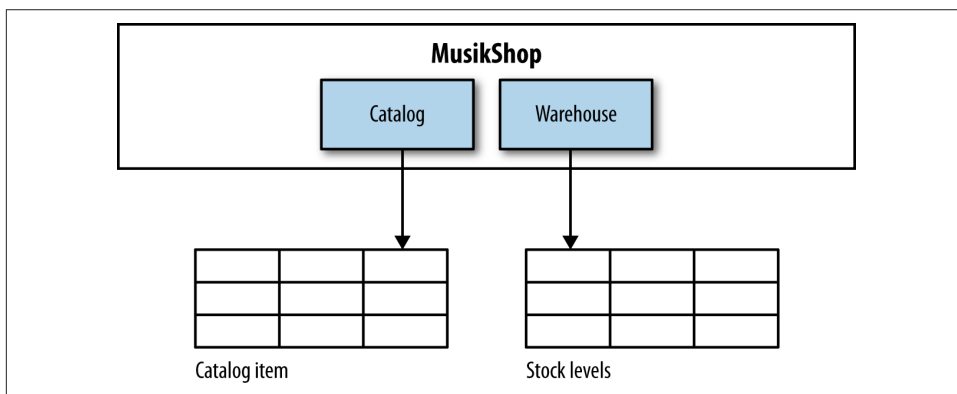 MusikShop
Catalog
Warehouse
Catalog item
Stock levels